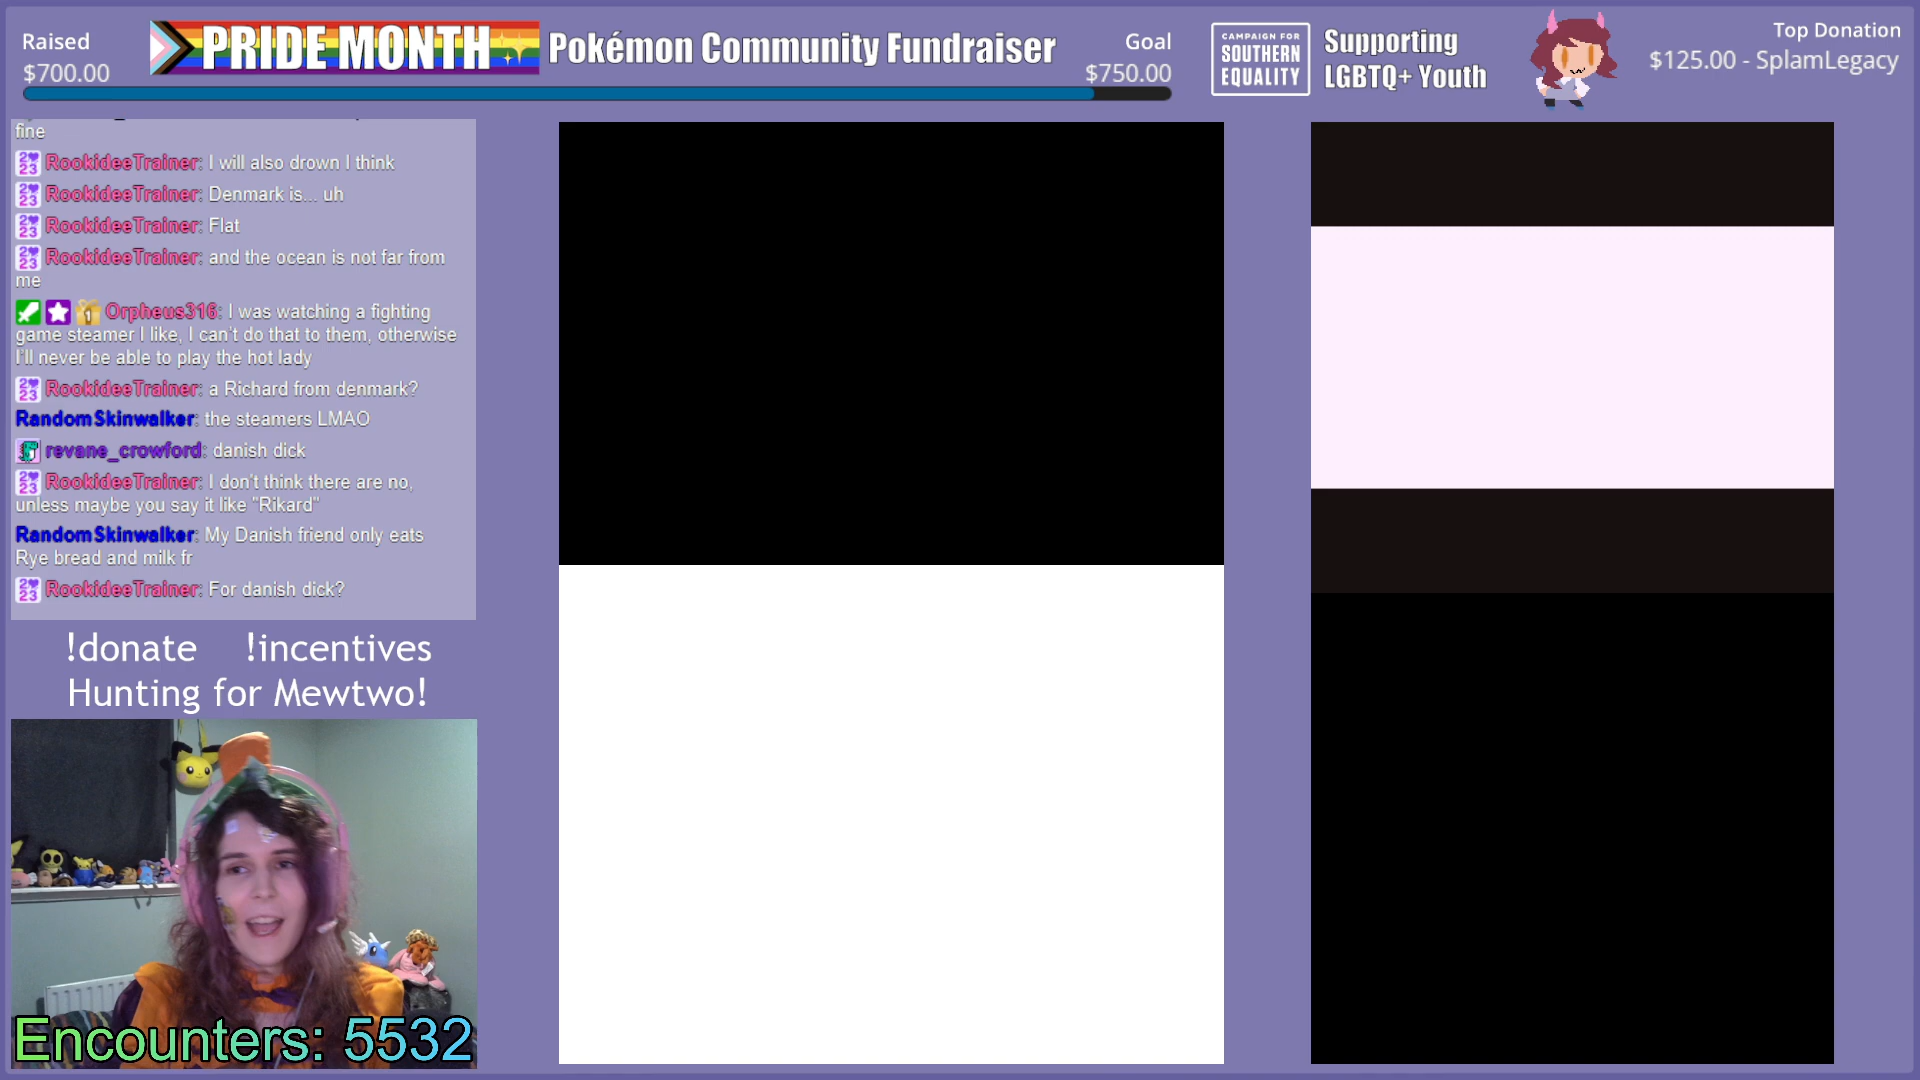 Raised
$700.00
PRIDE MONTH
Pokémon Community Fundraiser
Goal
$750.00
CAMPAIGN FOR
SOUTHERN
EQUALITY
Supporting
LGBTQ+ Youth
Top Donation
$125.00 - SplamLegacy
fine
RookideeTrainer: I will also drown I think
RookideeTrainer: Denmark is... uh
RookideeTrainer: Flat
RookideeTrainer: and the ocean is not far from
me
Orpheus316: I was watching a fighting
game steamer I like, I can't do that to them, otherwise
I'll never be able to play the hot lady
RookideeTrainer: a Richard from denmark?
RandomSkinwalker: the steamers LMAO
revane_crowford: danish dick
RookideeTrainer: I don't think there are no,
unless maybe you say it like "Rikard"
RandomSkinwalker: My Danish friend only eats
Rye bread and milk fr
RookideeTrainer: For danish dick?
!donate !incentives
Hunting for Mewtwo!
Encounters: 5532